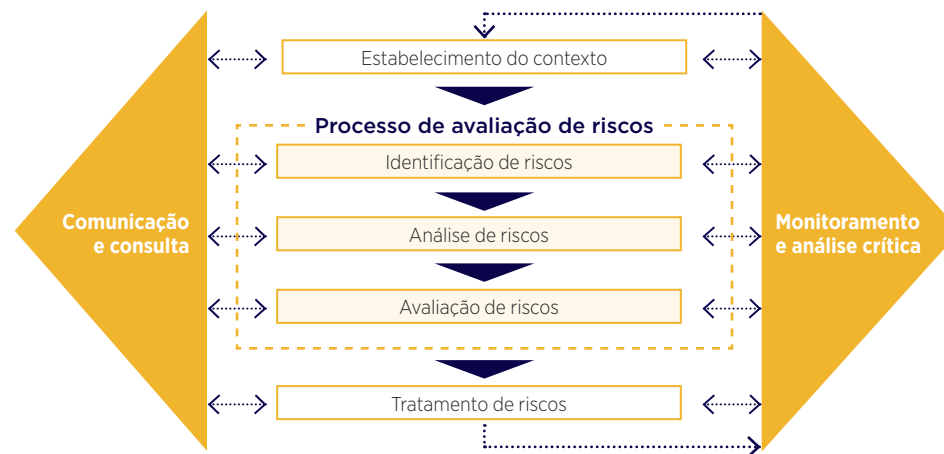 Estabelecimento do contexto
Processo de avaliação de riscos
Identificação de riscos
Comunicação
e consulta
Análise de riscos
Monitoramento
e análise crítica
Avaliação de riscos
Tratamento de riscos